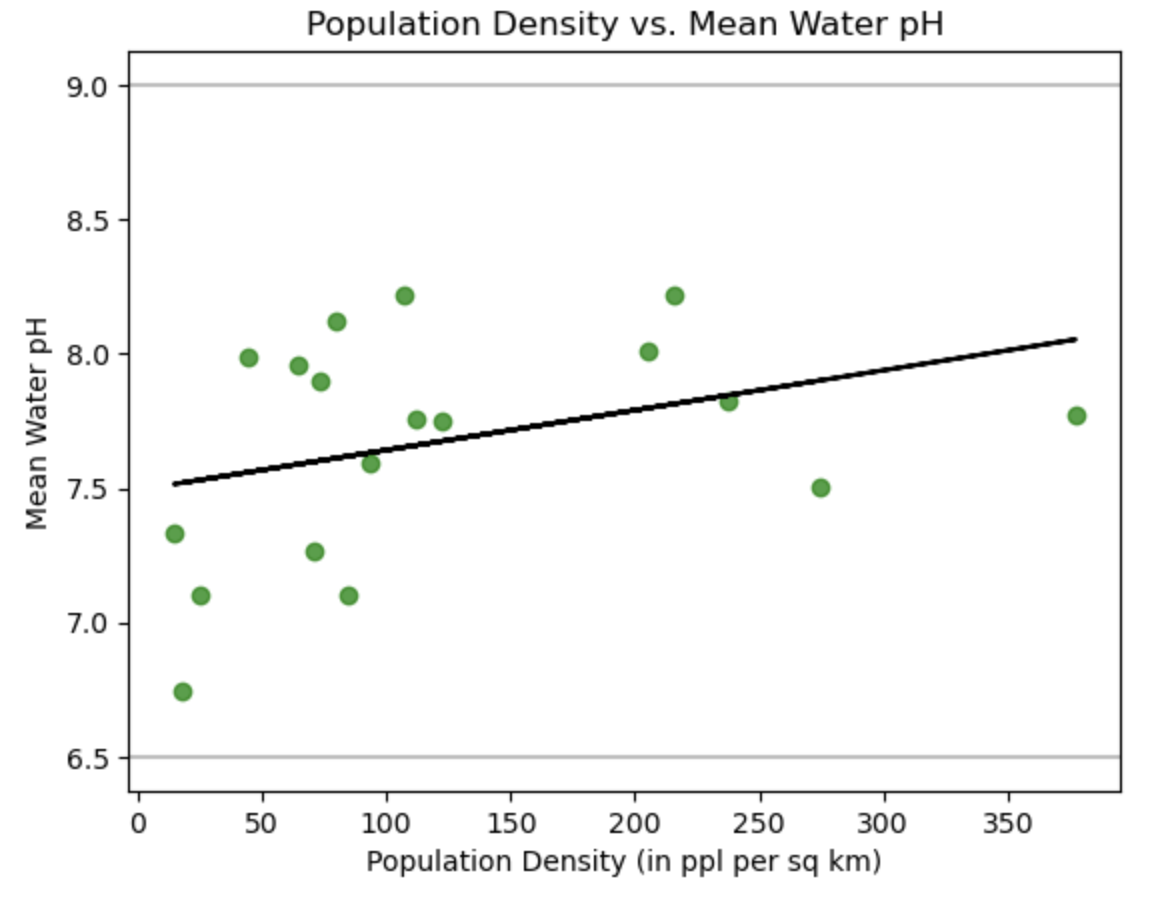 Population Density vs. Mean Water pH
9.0
8.5
8.0
7.5
7.0
6.5
Mean Water pH
0 50 100 150 200 250 300 350
Population Density (in ppl per sq km)